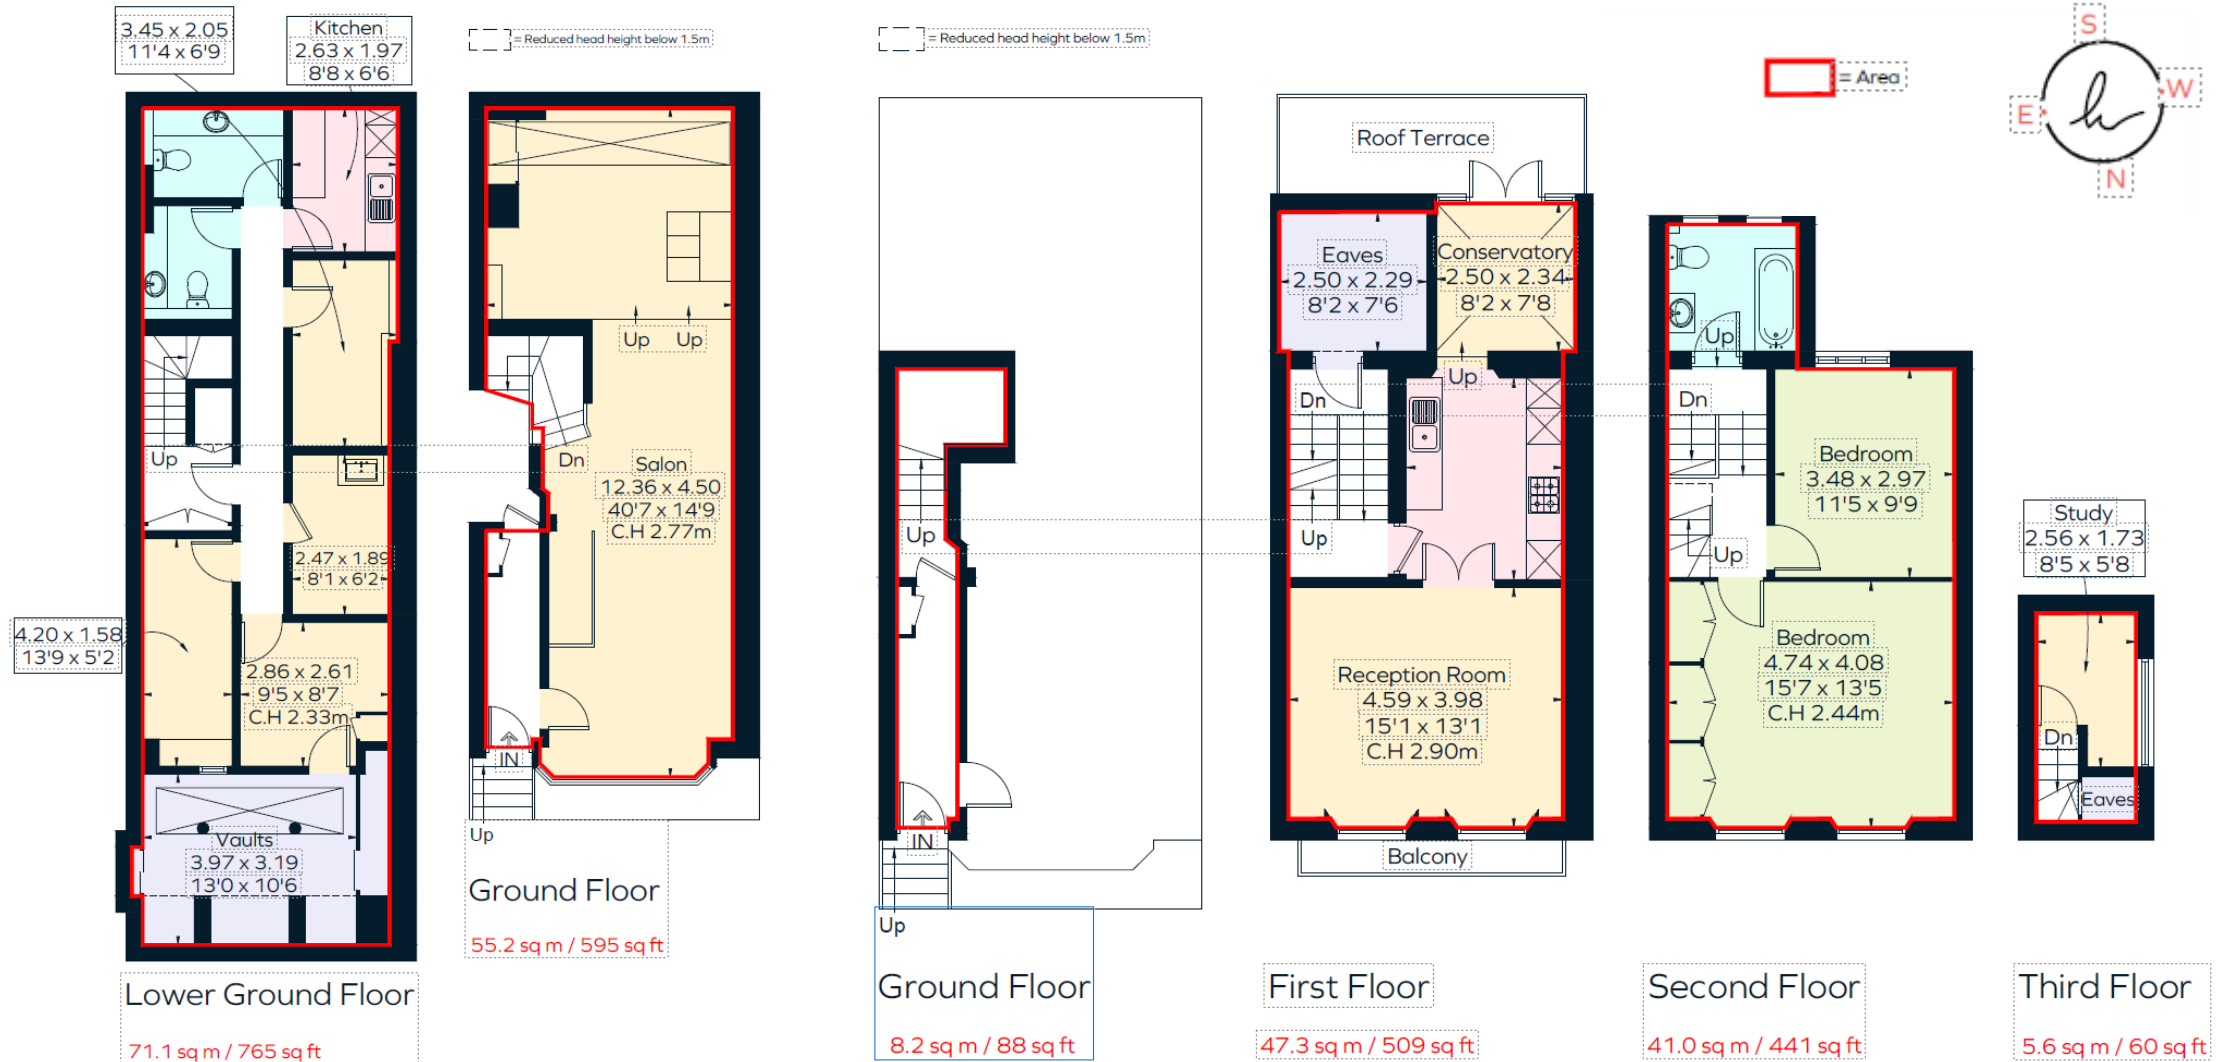 3.45 x 2.05
11'4 x 6'9
Kitchen
2.63 x 1.97
8'8 x 6'6
= Reduced head height below 1.5m
= Reduced head height below 1.5m
= Area
S
W
E
N
Up
2.47 x 1.89
8'1 x 6'2
4.20 x 1.58
13'9 x 5'2
2.86 x 2.61
9'5 x 8'7
C.H 2.33m
Vaults
3.97 x 3.19
13'0 x 10'6
Lower Ground Floor
71.1 sq m / 765 sq ft
Up Up
Dn
Salon
12.36 x 4.50
40'7 x 14'9
C.H 2.77m
IN
Up
Ground Floor
55.2 sq m / 595 sq ft
Up
IN
Up
Ground Floor
8.2 sq m / 88 sq ft
Roof Terrace
Eaves
2.50 x 2.29
8'2 x 7'6
Conservatory
2.50 x 2.34
8'2 x 7'8
Up
Dn
Up
Reception Room
4.59 x 3.98
15'1 x 13'1
C.H 2.90m
Balcony
First Floor
47.3 sq m / 509 sq ft
Up
Dn
Bedroom
3.48 x 2.97
11'5 x 9'9
Up
Bedroom
4.74 x 4.08
15'7 x 13'5
C.H 2.44m
Second Floor
41.0 sq m / 441 sq ft
Study
2.56 x 1.73
8'5 x 5'8
Dn
Eaves
Third Floor
5.6 sq m / 60 sq ft